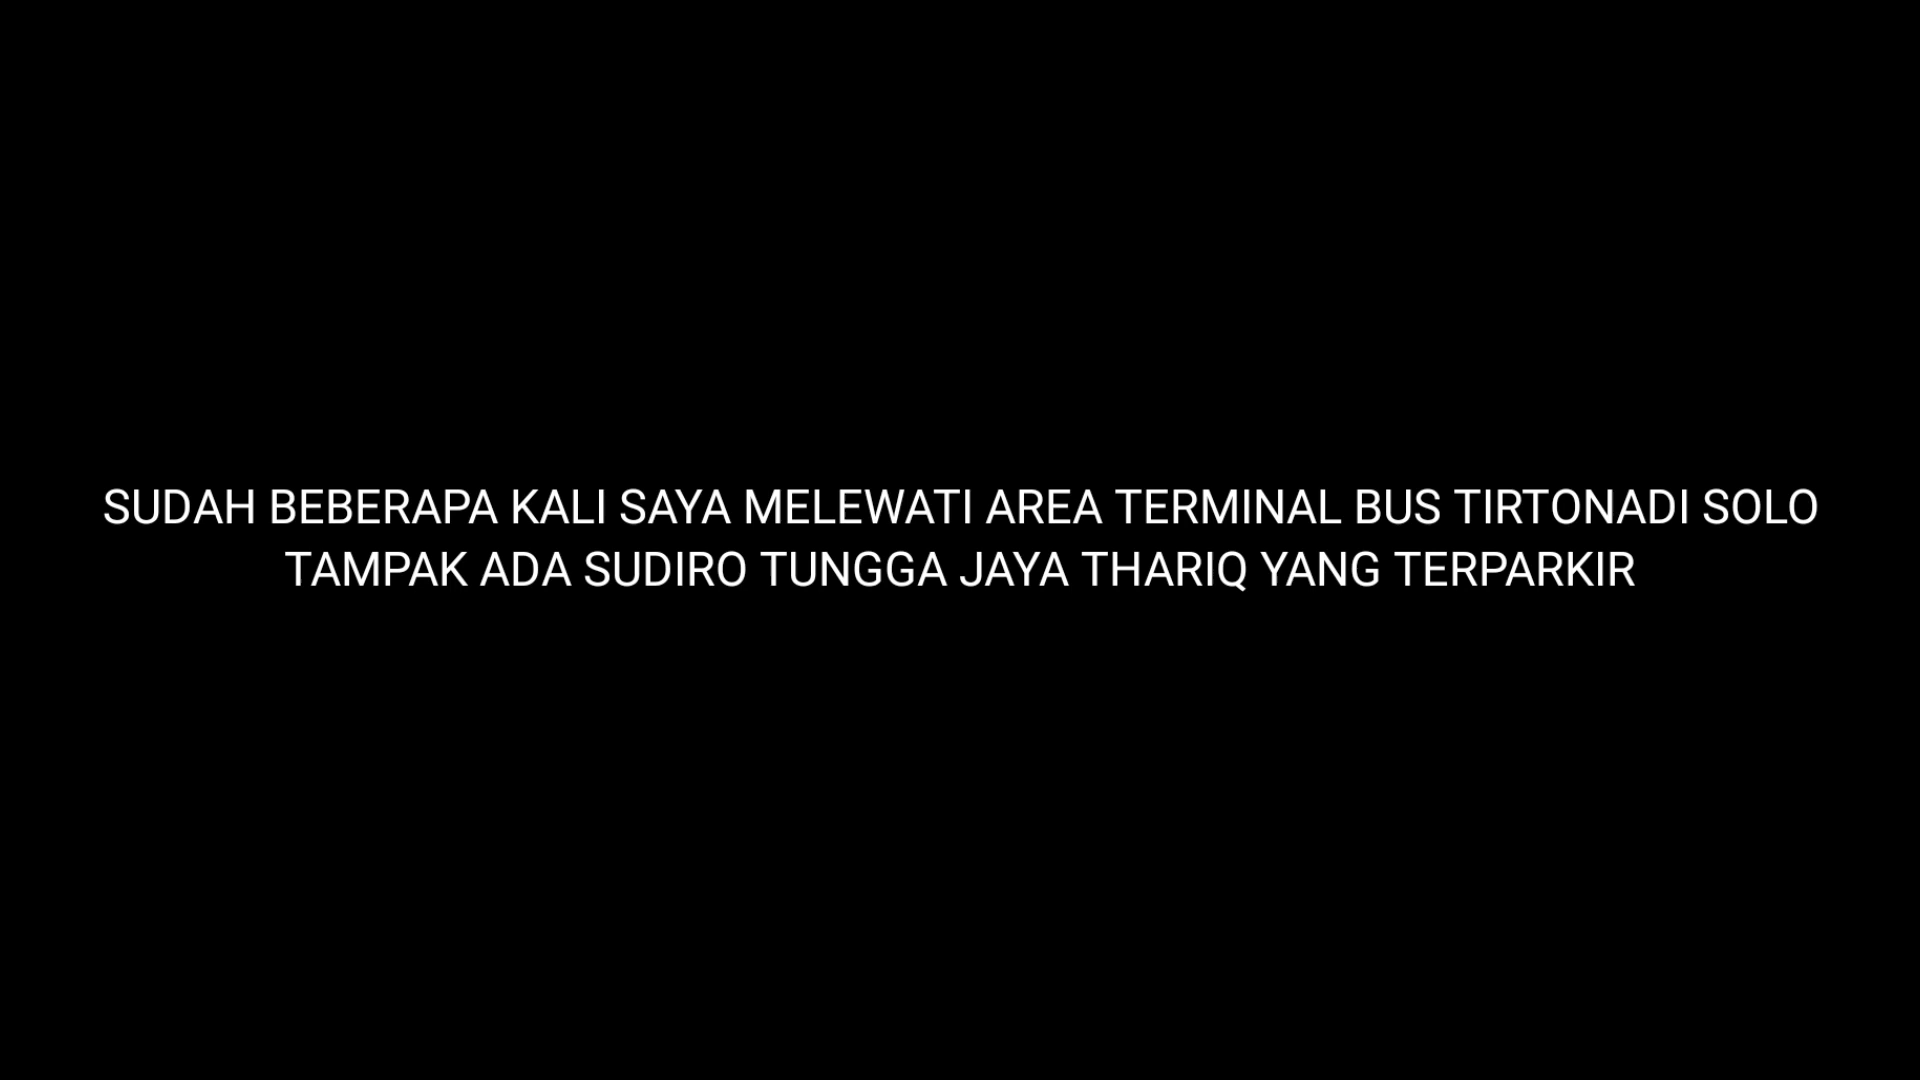 SUDAH BEBERAPA KALI SAYA MELEWATI AREA TERMINAL BUS TIRTONADI SOLO
TAMPAK ADA SUDIRO TUNGGA JAYA THARIQ YANG TERPARKIR